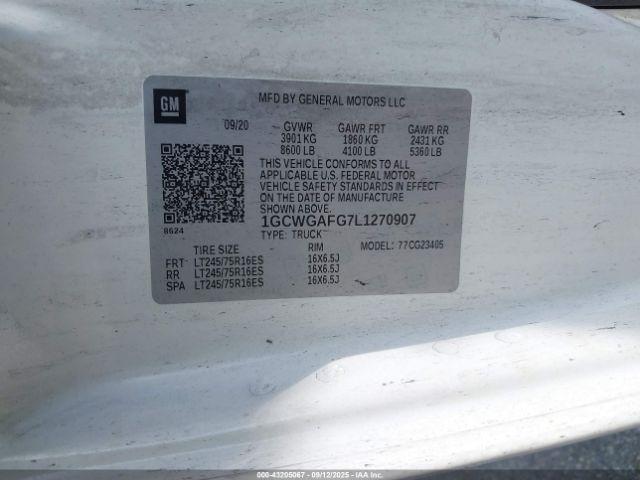 GM
MFD BY GENERAL MOTORS LLC
09/20 GVWR GAWR FRT GAWR RR
3901 KG 1860 KG 2431 KG
8600 LB 4100 LB 5360 LB
THIS VEHICLE CONFORMS TO ALL
APPLICABLE U.S. FEDERAL MOTOR
VEHICLE SAFETY STANDARDS IN EFFECT
ON THE DATE OF MANUFACTURE
SHOWN ABOVE.
8624
1GCWGAFG7L1270907
TYPE: TRUCK
TIRE SIZE RIM MODEL: 77CG23405
FRT LT245/75R16ES 16X6.5J
RR LT245/75R16ES 16X6.5J
SPA LT245/75R16ES 16X6.5J
000-43205067 - 09/12/2025 - Copyright © IAA, Inc.